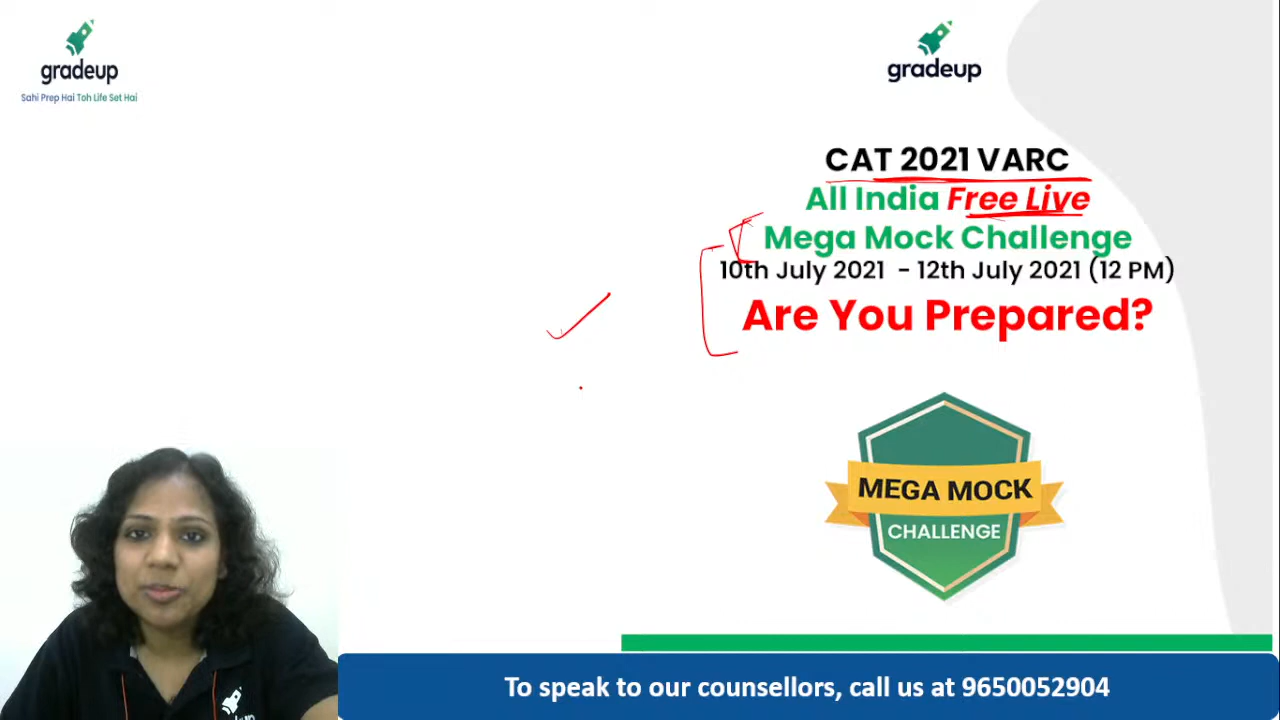 gradeup
Sahi Prep Hai Toh Life Set Hai
gradeup
CAT 2021 VARC
All India Free Live
Mega Mock Challenge
10th July 2021 - 12th July 2021 (12 PM)
Are You Prepared?
MEGA MOCK
CHALLENGE
To speak to our counsellors, call us at 9650052904